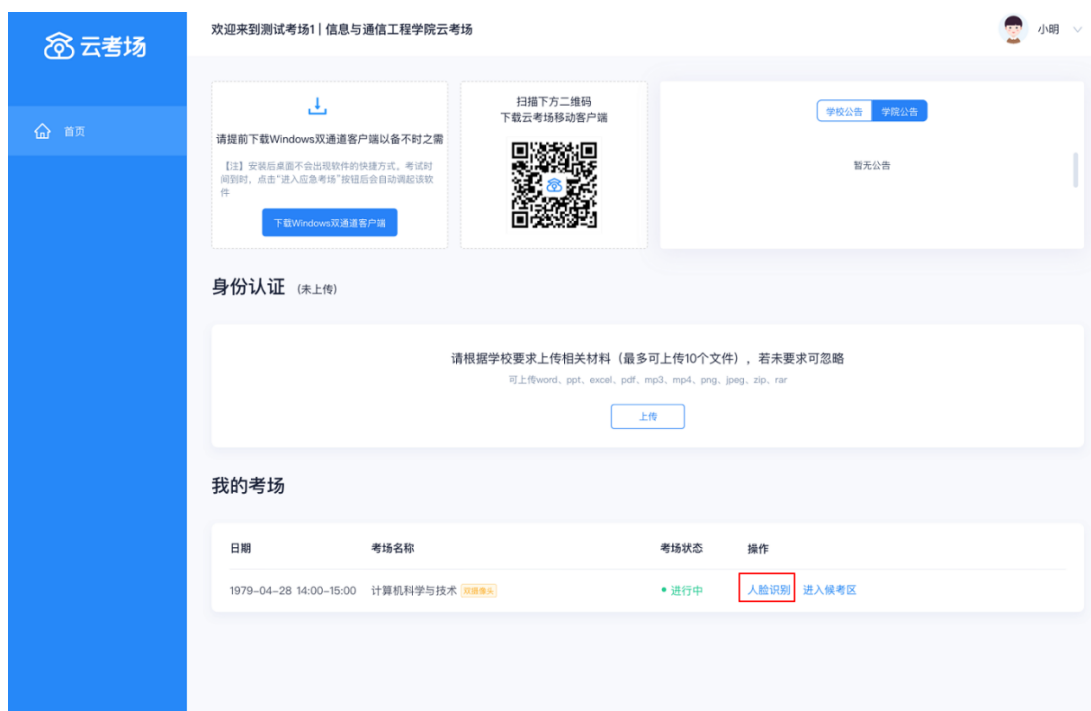 云考场
首页
欢迎来到测试考场1 | 信息与通信工程学院云考场
小明
请提前下载Windows双通道客户端以备不时之需
【注】安装后桌面不会出现软件的快捷方式，考试时
间到时，点击“进入应急考场”按钮后会自动调起该软
件
下载Windows双通道客户端
扫描下方二维码
下载云考场移动客户端
学校公告 学院公告
暂无公告
身份认证 (未上传)
请根据学校要求上传相关材料（最多可上传10个文件），若未要求可忽略
可上传word、ppt、excel、pdf、mp3、mp4、png、jpeg、zip、rar
上传
我的考场
日期 考场名称 考场状态 操作
1979-04-28 14:00-15:00 计算机科学与技术 双摄像头 进行中 人脸识别 进入候考区